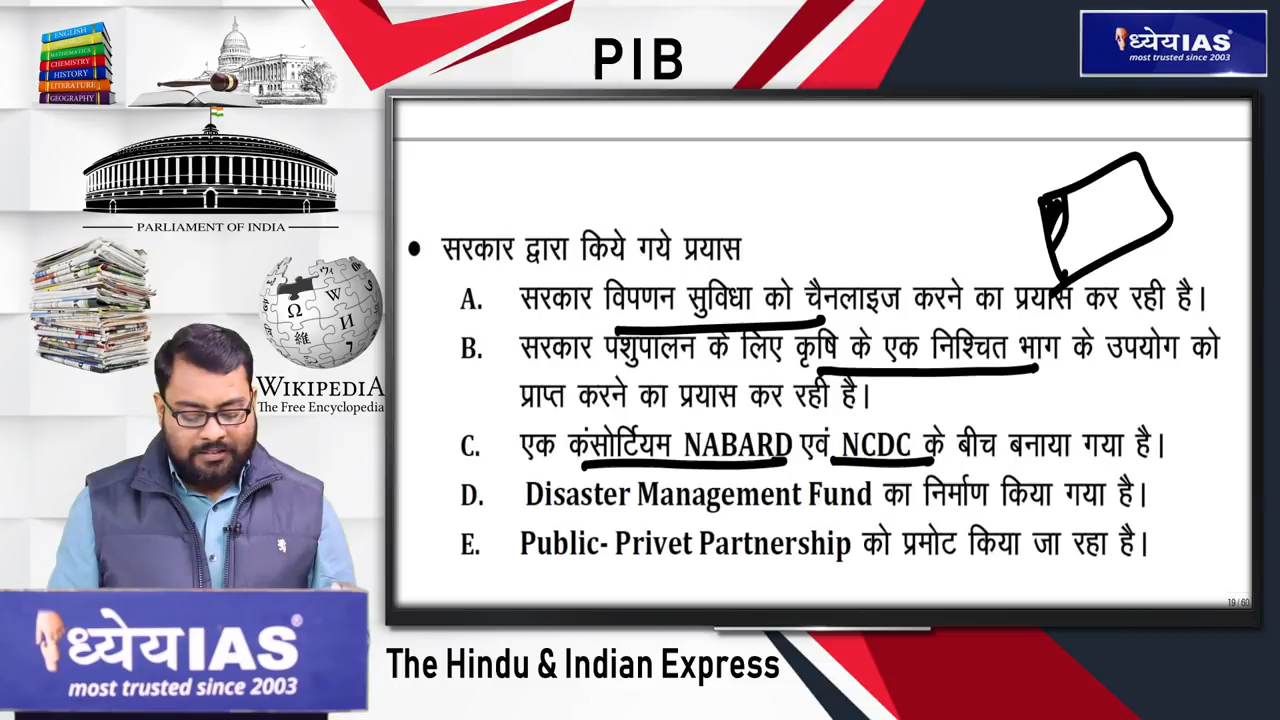 ENGLISH
MATHEMATICS
CHEMISTRY
HISTORY
LITERATURE
GEOGRAPHY
PIB
ध्येयIAS
most trusted since 2003
PARLIAMENT OF INDIA
• सरकार द्वारा किये गये प्रयास
A. सरकार विपणन सुविधा को चैनलाइज करने का प्रयास कर रही है।
B. सरकार पशुपालन के लिए कृषि के एक निश्चित भाग के उपयोग को
प्राप्त करने का प्रयास कर रही है।
C. एक कंसोर्टियम NABARD एवं NCDC के बीच बनाया गया है।
D. Disaster Management Fund का निर्माण किया गया है।
E. Public- Privet Partnership को प्रमोट किया जा रहा है।
19/60
Ω
W
И
維
WIKIPEDIA
The Free Encyclopedia
ध्येयIAS®
most trusted since 2003
The Hindu & Indian Express